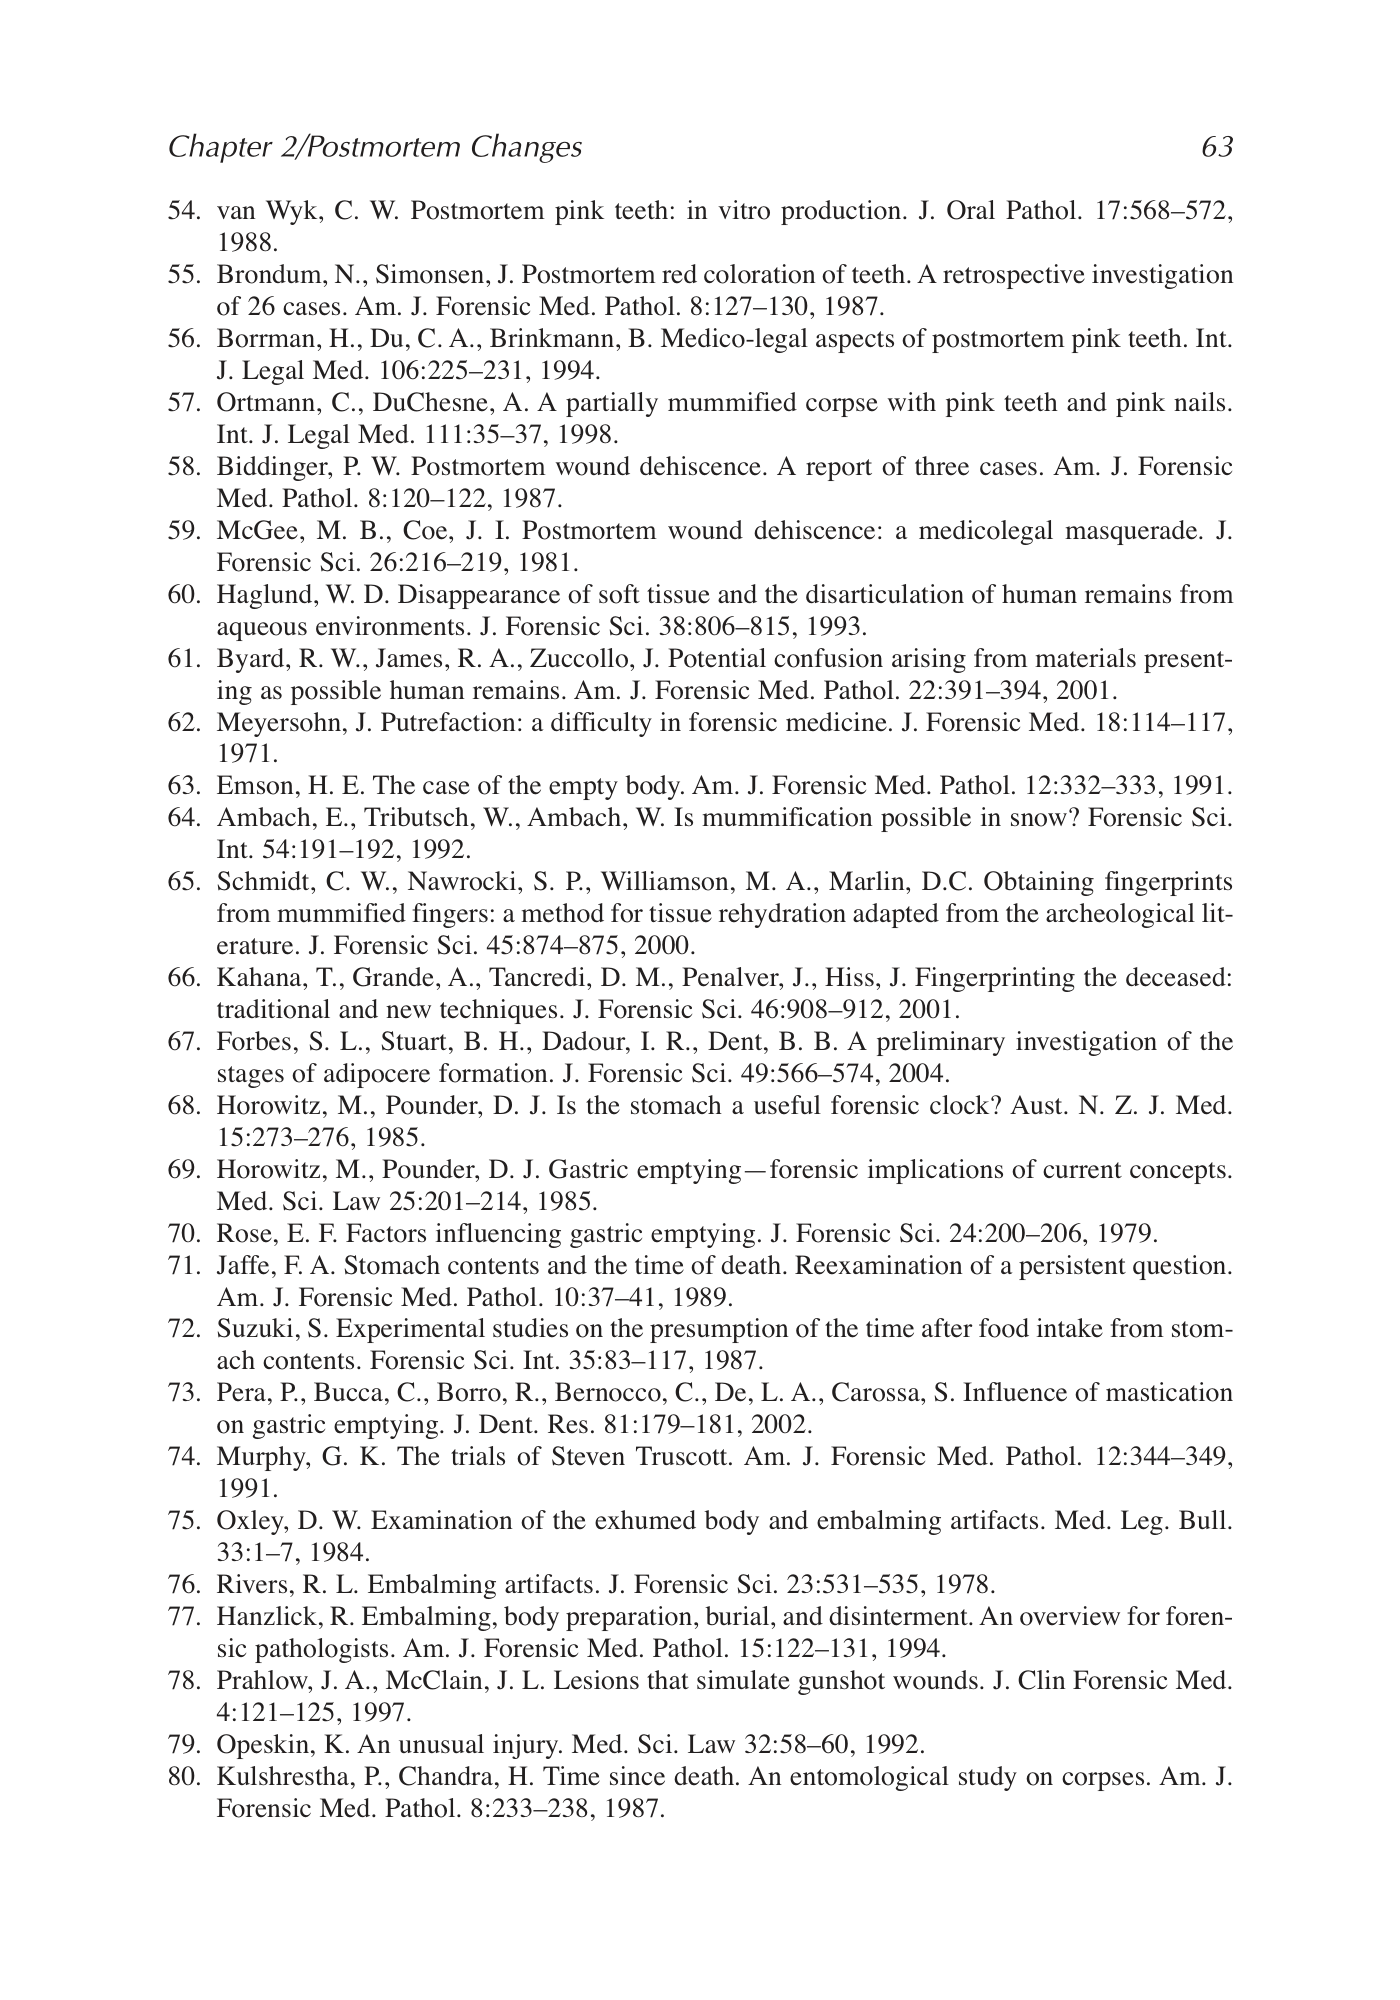 Chapter 2/Postmortem Changes 63
54. van Wyk, C. W. Postmortem pink teeth: in vitro production. J. Oral Pathol. 17:568–572,
1988.
55. Brondum, N., Simonsen, J. Postmortem red coloration of teeth. A retrospective investigation
of 26 cases. Am. J. Forensic Med. Pathol. 8:127–130, 1987.
56. Borrman, H., Du, C. A., Brinkmann, B. Medico-legal aspects of postmortem pink teeth. Int.
J. Legal Med. 106:225–231, 1994.
57. Ortmann, C., DuChesne, A. A partially mummified corpse with pink teeth and pink nails.
Int. J. Legal Med. 111:35–37, 1998.
58. Biddinger, P. W. Postmortem wound dehiscence. A report of three cases. Am. J. Forensic
Med. Pathol. 8:120–122, 1987.
59. McGee, M. B., Coe, J. I. Postmortem wound dehiscence: a medicolegal masquerade. J.
Forensic Sci. 26:216–219, 1981.
60. Haglund, W. D. Disappearance of soft tissue and the disarticulation of human remains from
aqueous environments. J. Forensic Sci. 38:806–815, 1993.
61. Byard, R. W., James, R. A., Zuccollo, J. Potential confusion arising from materials present-
ing as possible human remains. Am. J. Forensic Med. Pathol. 22:391–394, 2001.
62. Meyersohn, J. Putrefaction: a difficulty in forensic medicine. J. Forensic Med. 18:114–117,
1971.
63. Emson, H. E. The case of the empty body. Am. J. Forensic Med. Pathol. 12:332–333, 1991.
64. Ambach, E., Tributsch, W., Ambach, W. Is mummification possible in snow? Forensic Sci.
Int. 54:191–192, 1992.
65. Schmidt, C. W., Nawrocki, S. P., Williamson, M. A., Marlin, D.C. Obtaining fingerprints
from mummified fingers: a method for tissue rehydration adapted from the archeological lit-
erature. J. Forensic Sci. 45:874–875, 2000.
66. Kahana, T., Grande, A., Tancredi, D. M., Penalver, J., Hiss, J. Fingerprinting the deceased:
traditional and new techniques. J. Forensic Sci. 46:908–912, 2001.
67. Forbes, S. L., Stuart, B. H., Dadour, I. R., Dent, B. B. A preliminary investigation of the
stages of adipocere formation. J. Forensic Sci. 49:566–574, 2004.
68. Horowitz, M., Pounder, D. J. Is the stomach a useful forensic clock? Aust. N. Z. J. Med.
15:273–276, 1985.
69. Horowitz, M., Pounder, D. J. Gastric emptying—forensic implications of current concepts.
Med. Sci. Law 25:201–214, 1985.
70. Rose, E. F. Factors influencing gastric emptying. J. Forensic Sci. 24:200–206, 1979.
71. Jaffe, F. A. Stomach contents and the time of death. Reexamination of a persistent question.
Am. J. Forensic Med. Pathol. 10:37–41, 1989.
72. Suzuki, S. Experimental studies on the presumption of the time after food intake from stom-
ach contents. Forensic Sci. Int. 35:83–117, 1987.
73. Pera, P., Bucca, C., Borro, R., Bernocco, C., De, L. A., Carossa, S. Influence of mastication
on gastric emptying. J. Dent. Res. 81:179–181, 2002.
74. Murphy, G. K. The trials of Steven Truscott. Am. J. Forensic Med. Pathol. 12:344–349,
1991.
75. Oxley, D. W. Examination of the exhumed body and embalming artifacts. Med. Leg. Bull.
33:1–7, 1984.
76. Rivers, R. L. Embalming artifacts. J. Forensic Sci. 23:531–535, 1978.
77. Hanzlick, R. Embalming, body preparation, burial, and disinterment. An overview for foren-
sic pathologists. Am. J. Forensic Med. Pathol. 15:122–131, 1994.
78. Prahlow, J. A., McClain, J. L. Lesions that simulate gunshot wounds. J. Clin Forensic Med.
4:121–125, 1997.
79. Opeskin, K. An unusual injury. Med. Sci. Law 32:58–60, 1992.
80. Kulshrestha, P., Chandra, H. Time since death. An entomological study on corpses. Am. J.
Forensic Med. Pathol. 8:233–238, 1987.